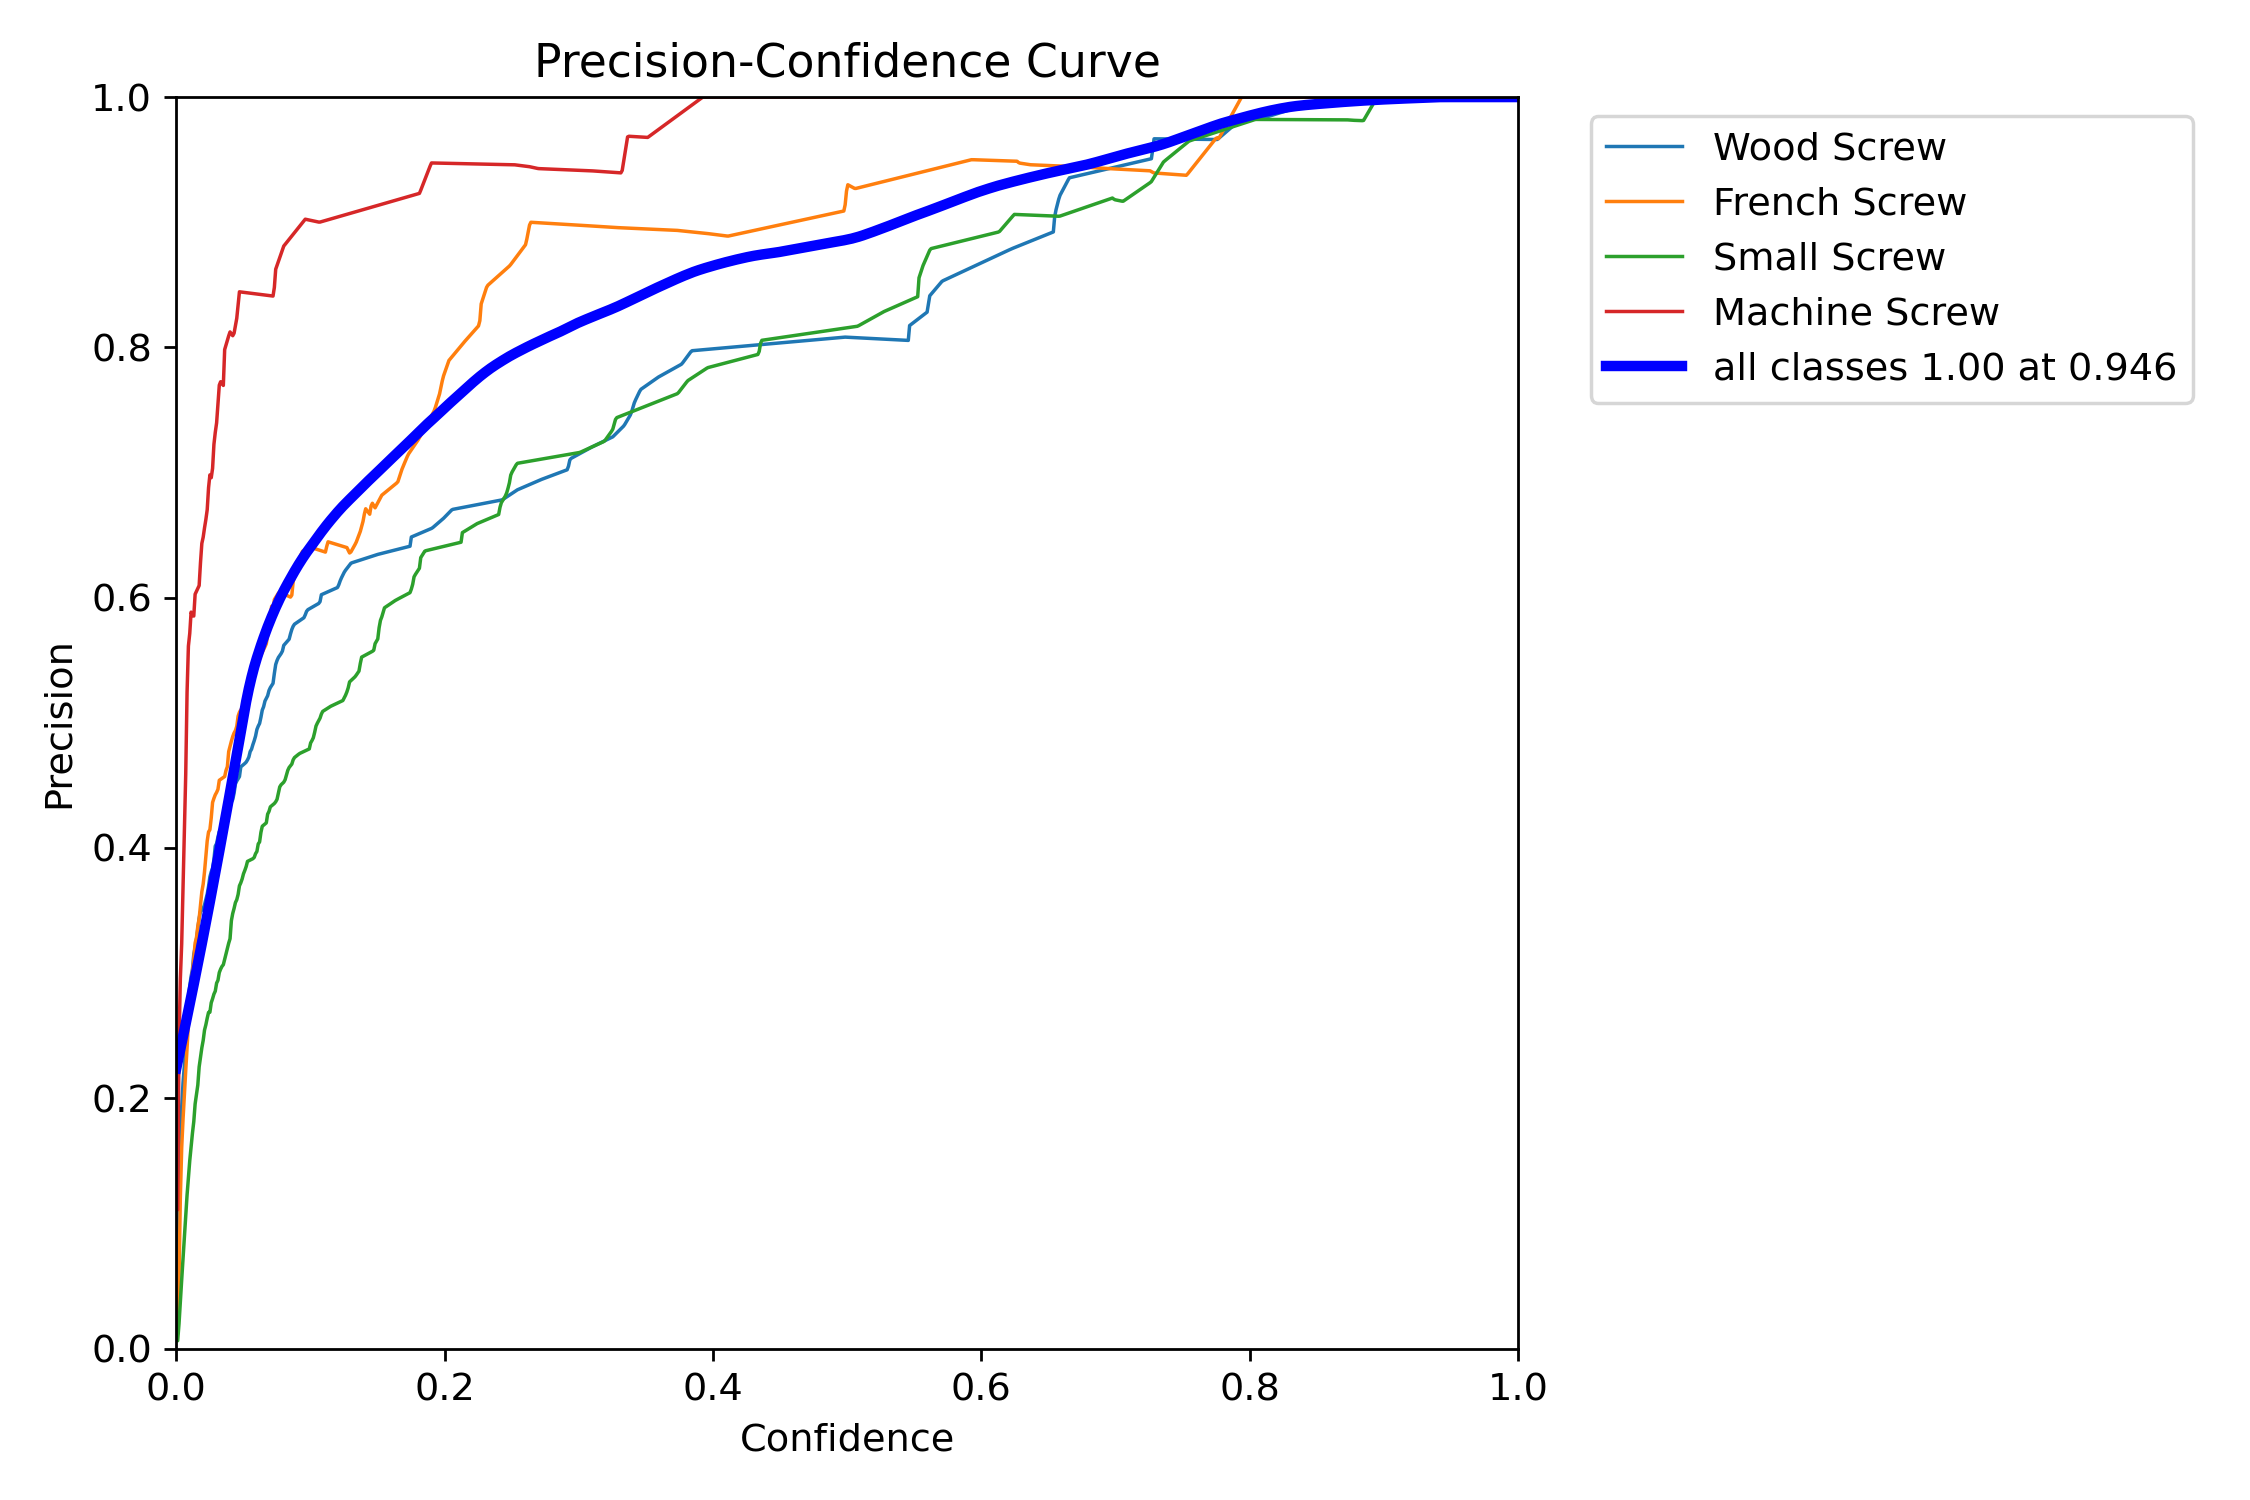 Precision-Confidence Curve
1.0
0.8
0.6
0.4
0.2
0.0
Precision
0.0 0.2 0.4 0.6 0.8 1.0
Confidence
Wood Screw
French Screw
Small Screw
Machine Screw
all classes 1.00 at 0.946